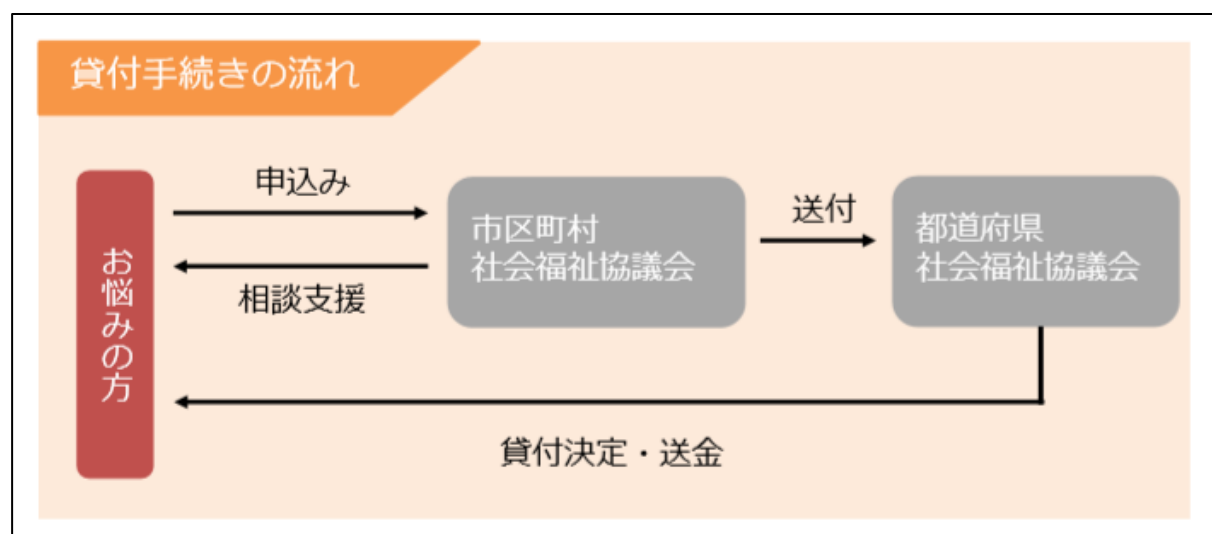 貸付手続きの流れ
申込み
市区町村
社会福祉協議会
送付
都道府県
社会福祉協議会
お悩みの方
相談支援
貸付決定・送金